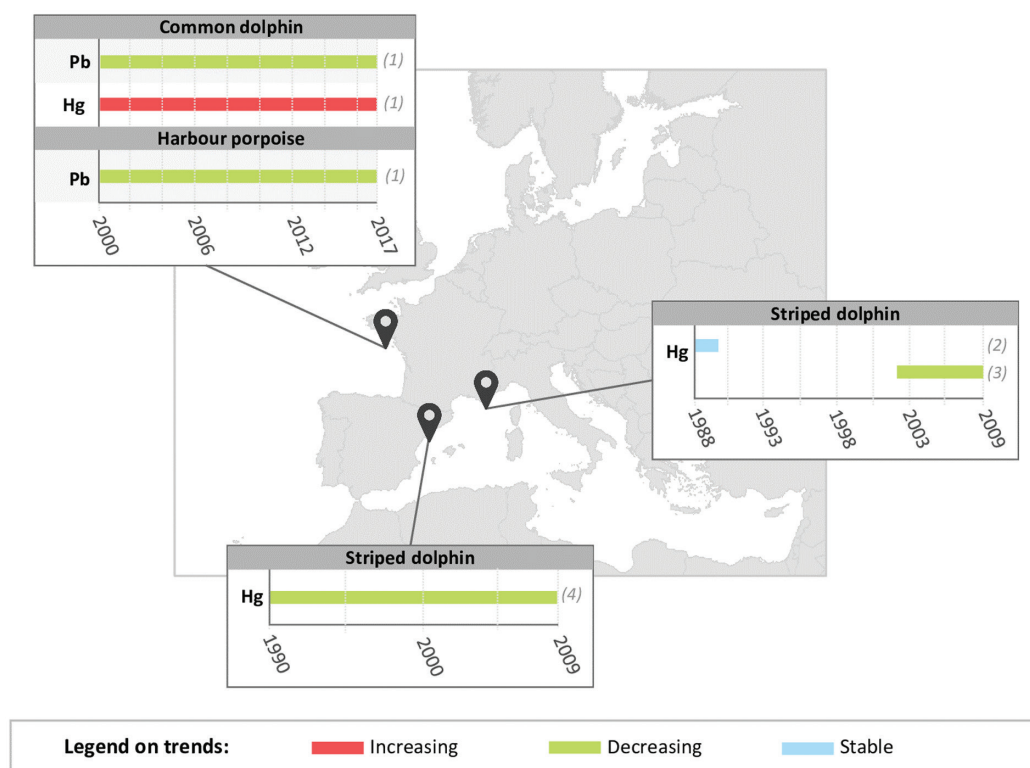 Common dolphin
Pb (1)
Hg (1)
Harbour porpoise
Pb (1)
2000 2006 2012 2017
Striped dolphin
Hg (2)
(3)
1988 1993 1998 2003 2009
Striped dolphin
Hg (4)
1990 2000 2009
Legend on trends: Increasing Decreasing Stable